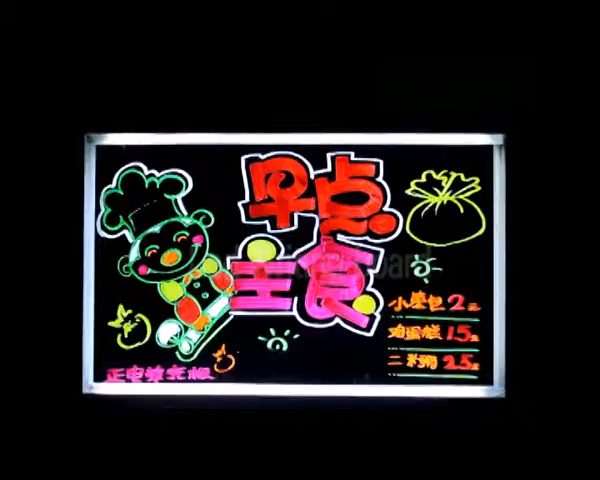 早点
主食
小笼包 2元
鸡蛋糕 1.5元
二米粥 2.5元